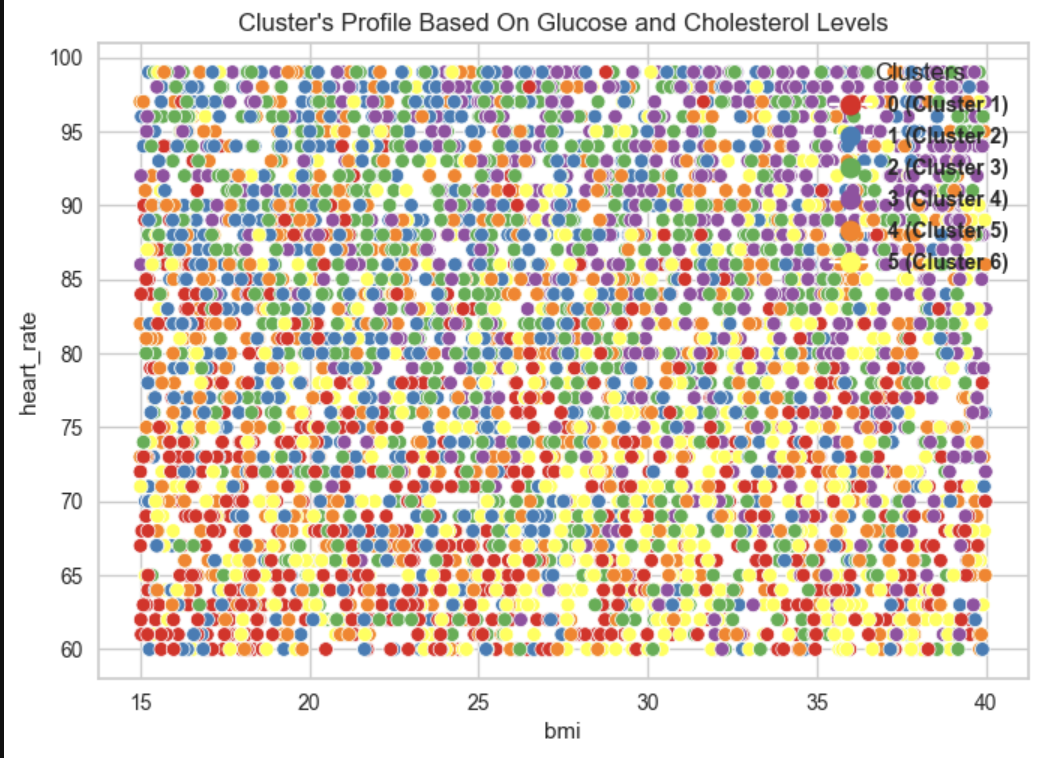 Cluster's Profile Based On Glucose and Cholesterol Levels
100
95
90
85
80
75
70
65
60
heart_rate
Clusters
0 (Cluster 1)
1 (Cluster 2)
2 (Cluster 3)
3 (Cluster 4)
4 (Cluster 5)
5 (Cluster 6)
15 20 25 30 35 40
bmi